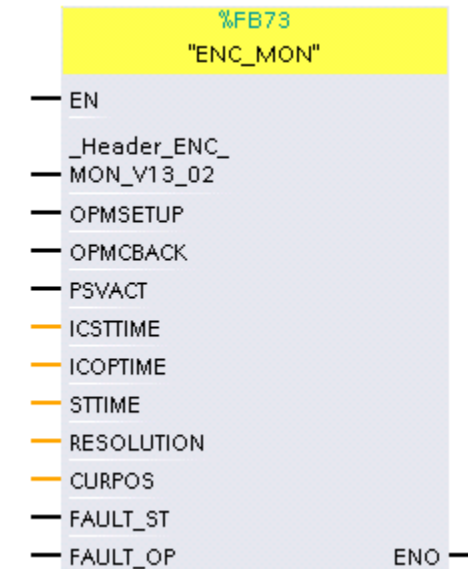 %FB73
"ENC_MON"
EN
_Header_ENC_
MON_V13_02
OPMSETUP
OPMCBACK
PSVACT
ICSTTIME
ICOPTIME
STTIME
RESOLUTION
CURPOS
FAULT_ST
FAULT_OP ENO